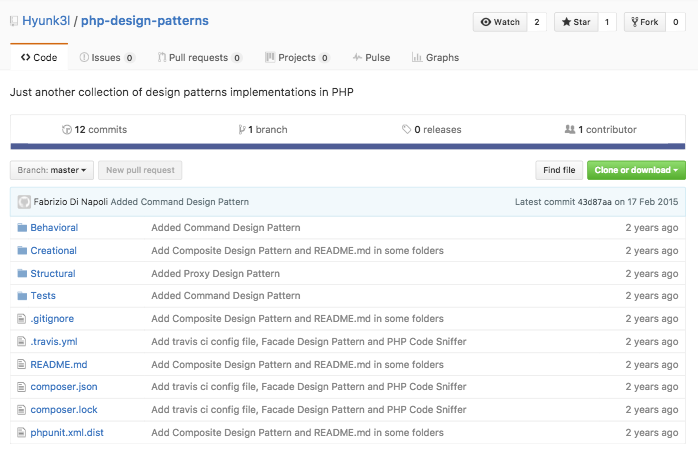 Hyunk3l / php-design-patterns
Watch 2 Star 1 Fork 0
Code Issues 0 Pull requests 0 Projects 0 Pulse Graphs
Just another collection of design patterns implementations in PHP
12 commits 1 branch 0 releases 1 contributor
Branch: master New pull request Find file Clone or download
Fabrizio Di Napoli Added Command Design Pattern Latest commit 43d87aa on 17 Feb 2015
Behavioral Added Command Design Pattern 2 years ago
Creational Add Composite Design Pattern and README.md in some folders 2 years ago
Structural Added Proxy Design Pattern 2 years ago
Tests Added Command Design Pattern 2 years ago
.gitignore Add Composite Design Pattern and README.md in some folders 2 years ago
.travis.yml Add travis ci config file, Facade Design Pattern and PHP Code Sniffer 2 years ago
README.md Add Composite Design Pattern and README.md in some folders 2 years ago
composer.json Add travis ci config file, Facade Design Pattern and PHP Code Sniffer 2 years ago
composer.lock Add travis ci config file, Facade Design Pattern and PHP Code Sniffer 2 years ago
phpunit.xml.dist Add Composite Design Pattern and README.md in some folders 2 years ago